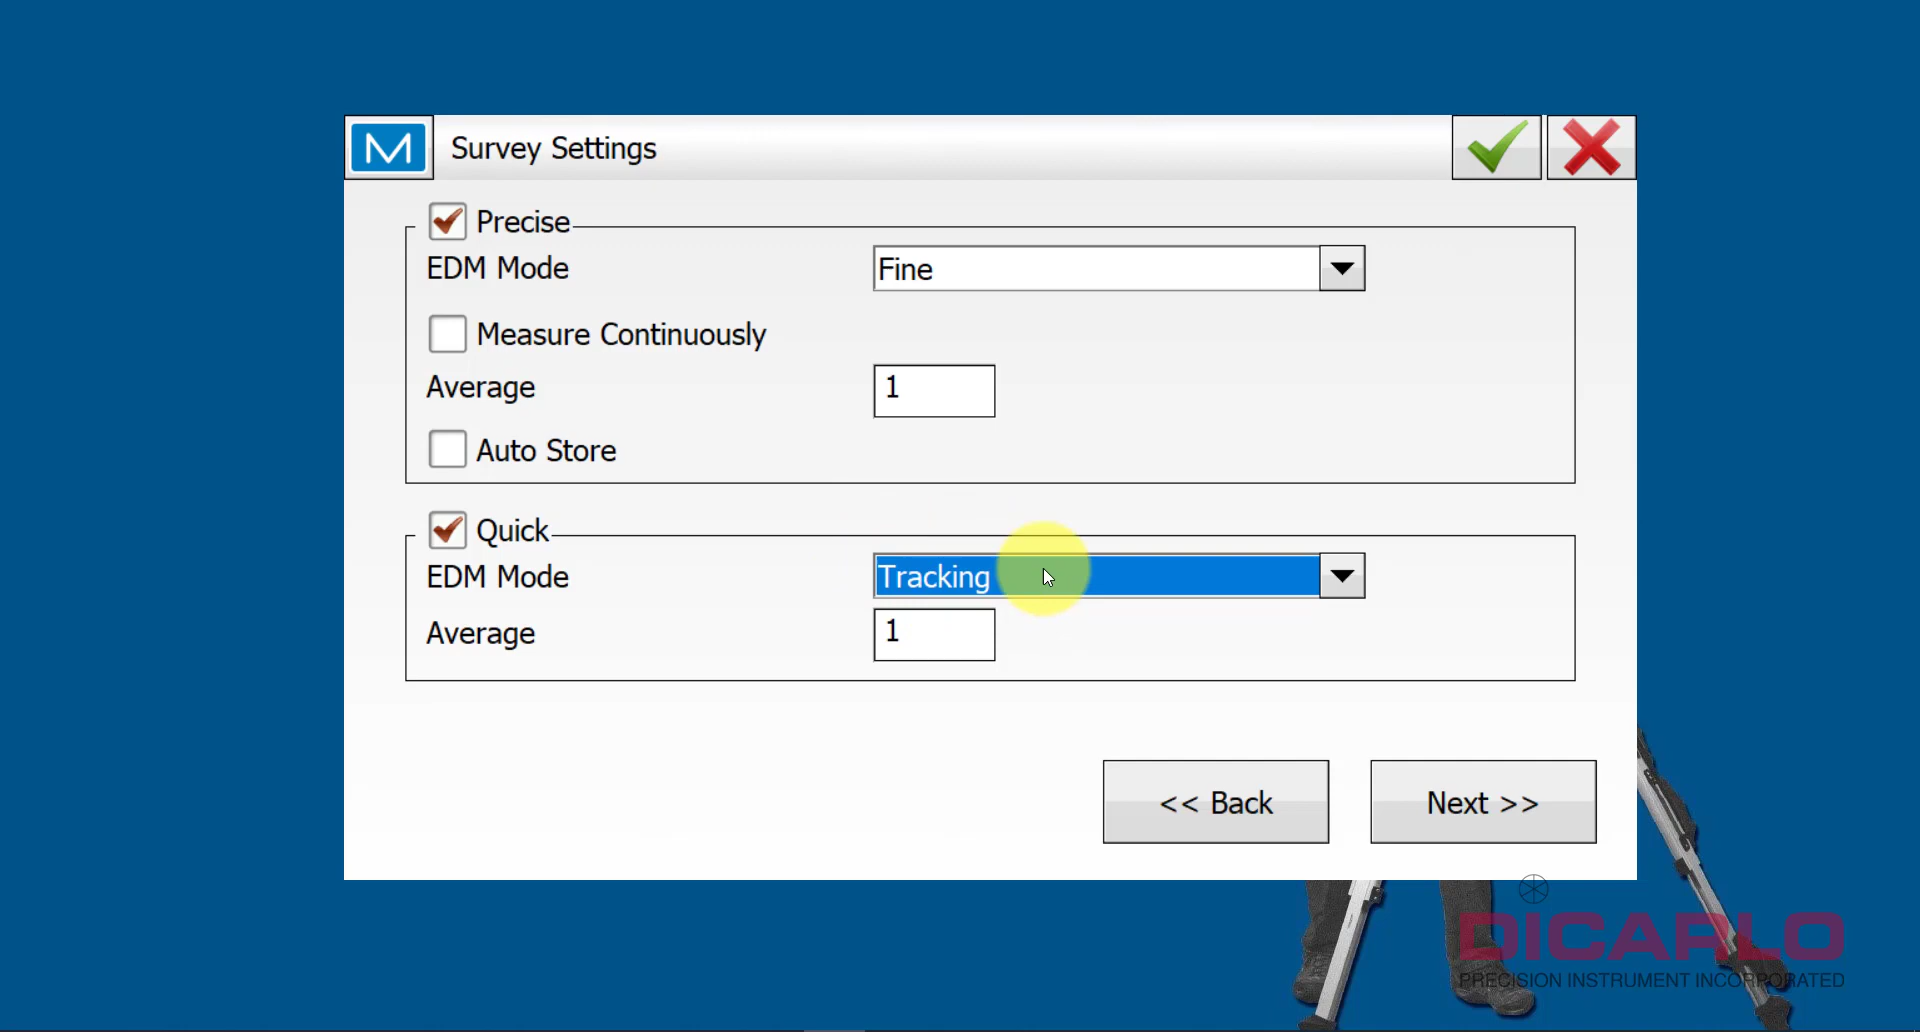 M Survey Settings
Precise
EDM Mode Fine
Measure Continuously
Average 1
Auto Store
Quick
EDM Mode Tracking
Average 1
<< Back Next >>
DICARLO
PRECISION INSTRUMENT INCORPORATED